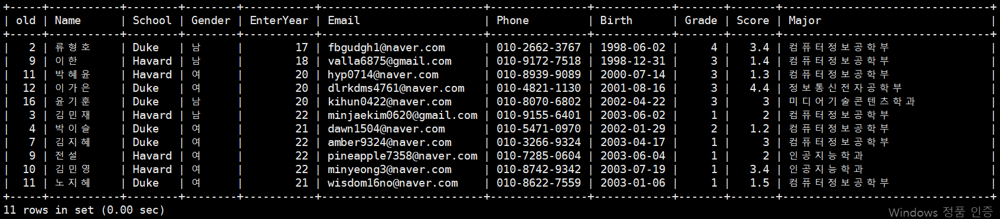 +-----+-----------+---------+--------+-----------+-------------------------+---------------+------------+-------+-------+--------------------------------+
| old | Name | School | Gender | EnterYear | Email | Phone | Birth | Grade | Score | Major |
+-----+-----------+---------+--------+-----------+-------------------------+---------------+------------+-------+-------+--------------------------------+
| 2 | 류형호 | Duke | 남 | 17 | fbgudgh1@naver.com | 010-2662-3767 | 1998-06-02 | 4 | 3.4 | 컴퓨터정보공학부 |
| 9 | 이한 | Havard | 남 | 18 | valla6875@gmail.com | 010-9172-7518 | 1998-12-31 | 3 | 1.4 | 컴퓨터정보공학부 |
| 11 | 박혜윤 | Havard | 여 | 20 | hyp0714@naver.com | 010-8939-9089 | 2000-07-14 | 3 | 1.3 | 컴퓨터정보공학부 |
| 12 | 이가은 | Duke | 여 | 20 | dlrkdms4761@naver.com | 010-4821-1130 | 2001-08-16 | 3 | 4.4 | 정보통신전자공학부 |
| 16 | 윤기훈 | Duke | 남 | 20 | kihun0422@naver.com | 010-8070-6802 | 2002-04-22 | 3 | 3 | 미디어기술콘텐츠학과 |
| 3 | 김민재 | Havard | 남 | 22 | minjaekim0620@gmail.com | 010-9155-6401 | 2003-06-02 | 1 | 2 | 컴퓨터정보공학부 |
| 4 | 박이슬 | Duke | 여 | 21 | dawn1504@naver.com | 010-5471-0970 | 2002-01-29 | 2 | 1.2 | 컴퓨터정보공학부 |
| 7 | 김지혜 | Duke | 여 | 22 | amber9324@naver.com | 010-3266-9324 | 2003-04-17 | 1 | 3 | 컴퓨터정보공학부 |
| 9 | 전설 | Havard | 여 | 22 | pineapple7358@naver.com | 010-7285-0604 | 2003-06-04 | 1 | 2 | 인공지능학과 |
| 10 | 김민영 | Havard | 여 | 22 | minyeong3@naver.com | 010-8742-9342 | 2003-07-19 | 1 | 3.4 | 인공지능학과 |
| 11 | 노지혜 | Duke | 여 | 21 | wisdom16no@naver.com | 010-8622-7559 | 2003-01-06 | 1 | 1.5 | 컴퓨터정보공학부 |
+-----+-----------+---------+--------+-----------+-------------------------+---------------+------------+-------+-------+--------------------------------+
11 rows in set (0.00 sec)
Windows 정품 인증